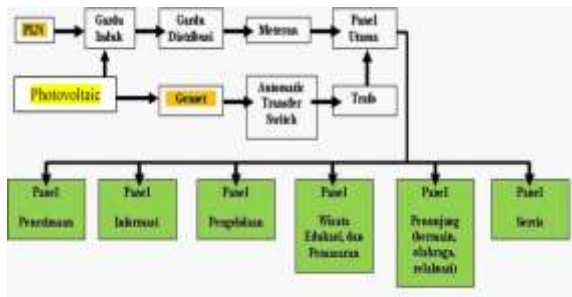 PLN
Gardu
Induk
Gardu
Distribusi
Meteran
Panel
Utama
Photovoltaic
Genset
Automatic
Transfer
Switch
Trafo
Panel
Penerimaan
Panel
Informasi
Panel
Pengelolaan
Panel
Wisata
Edukasi, dan
Pemasaran
Panel
Penunjang
(bermain,
olahraga,
relaksasi)
Panel
Servis